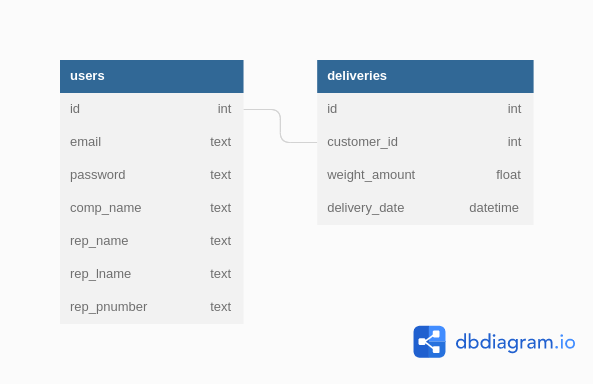 users
id int
email text
password text
comp_name text
rep_name text
rep_lname text
rep_pnumber text
deliveries
id int
customer_id int
weight_amount float
delivery_date datetime
dbdiagram.io